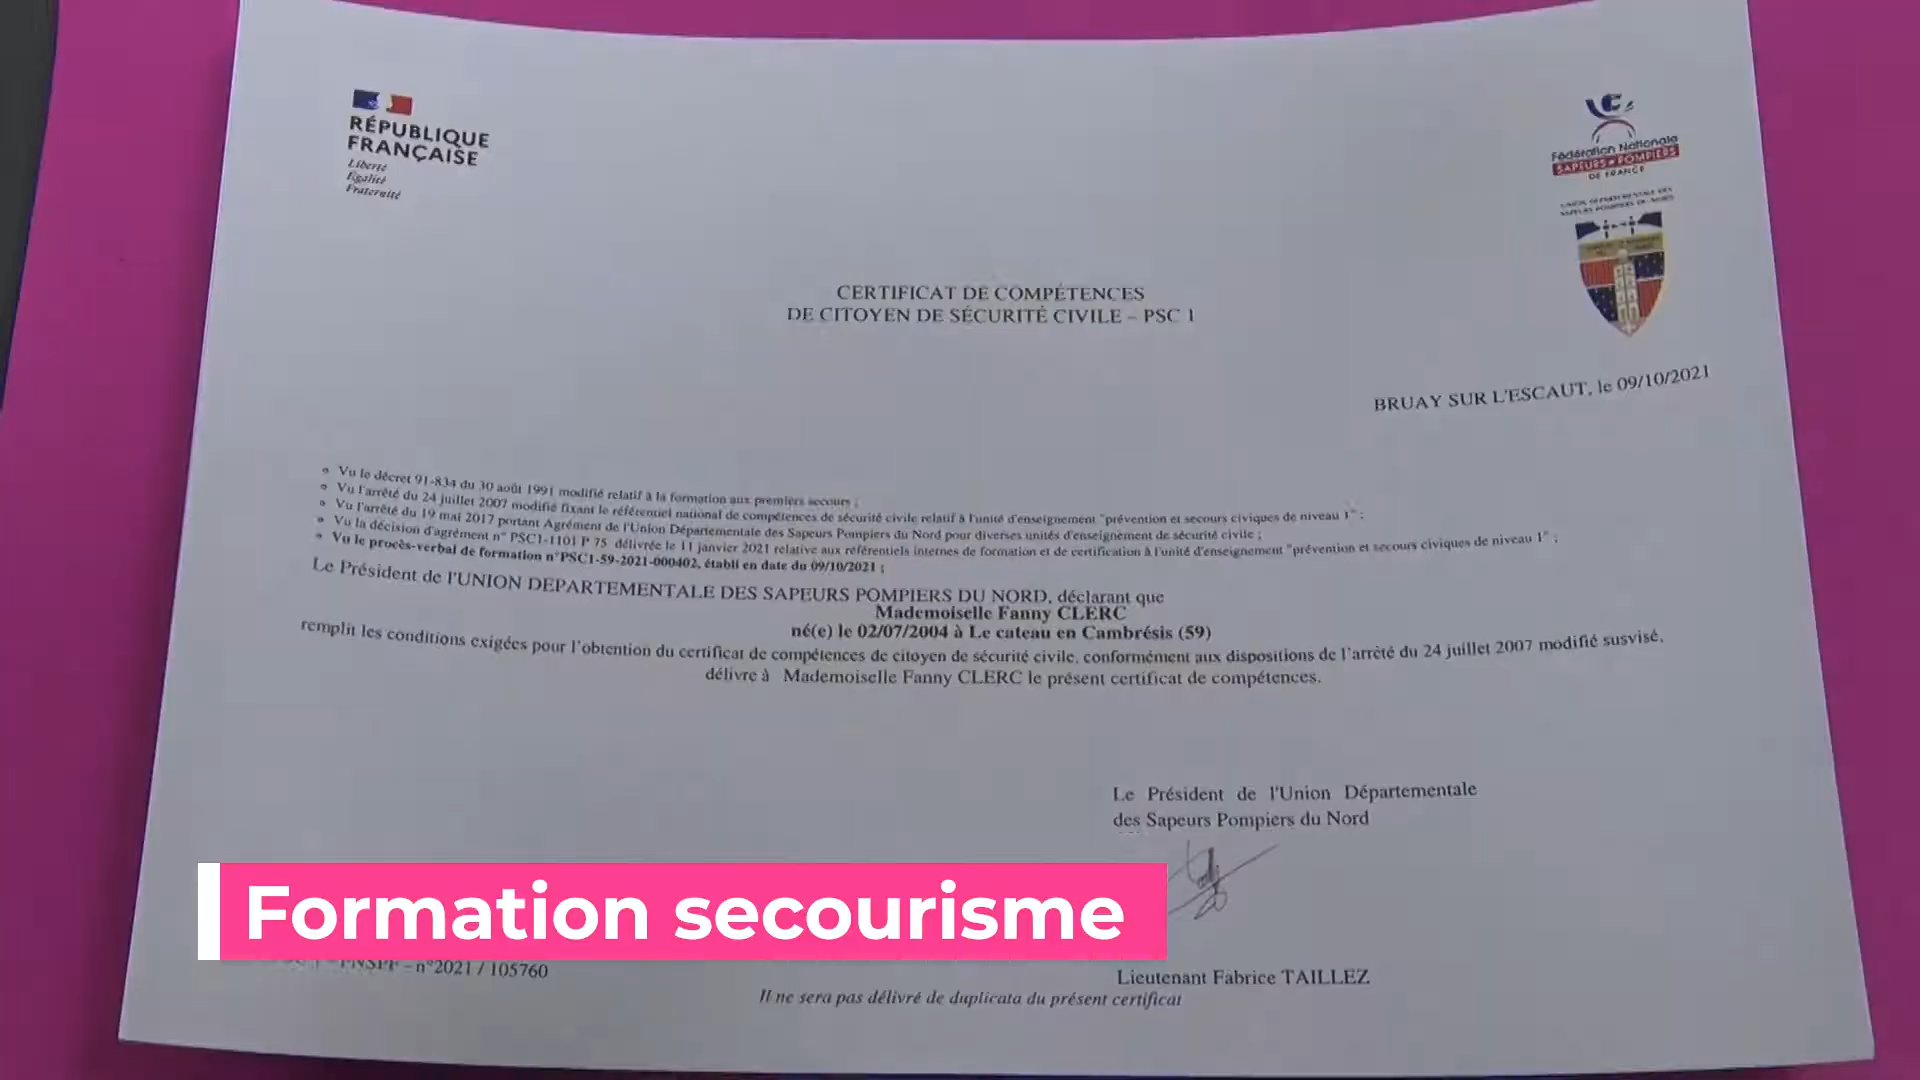 RÉPUBLIQUE
FRANÇAISE
Liberté
Égalité
Fraternité
Fédération Nationale
SAPEURS-POMPIERS
DE FRANCE
UNION DÉPARTEMENTALE DES
SAPEURS POMPIERS DU NORD
CERTIFICAT DE COMPÉTENCES
DE CITOYEN DE SÉCURITÉ CIVILE – PSC 1
BRUAY SUR L'ESCAUT, le 09/10/2021
Vu le décret 91-834 du 30 août 1991 modifié relatif à la formation aux premiers secours ;
Vu l'arrêté du 24 juillet 2007 modifié fixant le référentiel national de compétences de sécurité civile relatif à l'unité d'enseignement "prévention et secours civiques de niveau 1" ;
Vu l'arrêté du 19 mai 2017 portant Agrément de l'Union Départementale des Sapeurs Pompiers du Nord pour diverses unités d'enseignement de sécurité civile ;
Vu la décision d'agrément n° PSC1-1101 P 75 délivrée le 11 janvier 2021 relative aux référentiels internes de formation et de certification à l'unité d'enseignement "prévention et secours civiques de niveau 1" ;
Vu le procès-verbal de formation n°PSC1-59-2021-000402, établi en date du 09/10/2021 ;
Le Président de l'UNION DEPARTEMENTALE DES SAPEURS POMPIERS DU NORD, déclarant que
Mademoiselle Fanny CLERC
né(e) le 02/07/2004 à Le cateau en Cambrésis (59)
remplit les conditions exigées pour l'obtention du certificat de compétences de citoyen de sécurité civile, conformément aux dispositions de l'arrêté du 24 juillet 2007 modifié susvisé,
délivre à Mademoiselle Fanny CLERC le présent certificat de compétences.
Le Président de l'Union Départementale
des Sapeurs Pompiers du Nord
Formation secourisme
FNSPF - n°2021 / 105760
Lieutenant Fabrice TAILLEZ
Il ne sera pas délivré de duplicata du présent certificat